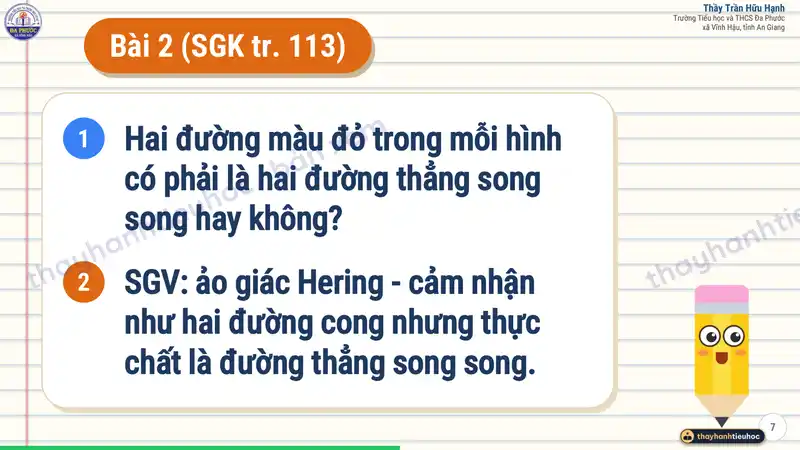 Thầy Trần Hữu Hạnh
Trường Tiểu học và THCS Đa Phước
xã Vĩnh Hậu, tỉnh An Giang
ĐA PHƯỚC
Bài 2 (SGK tr. 113)
1
Hai đường màu đỏ trong mỗi hình
có phải là hai đường thẳng song
song hay không?
2
SGV: ảo giác Hering - cảm nhận
như hai đường cong nhưng thực
chất là đường thẳng song song.
thayhanhtieuhoc
7